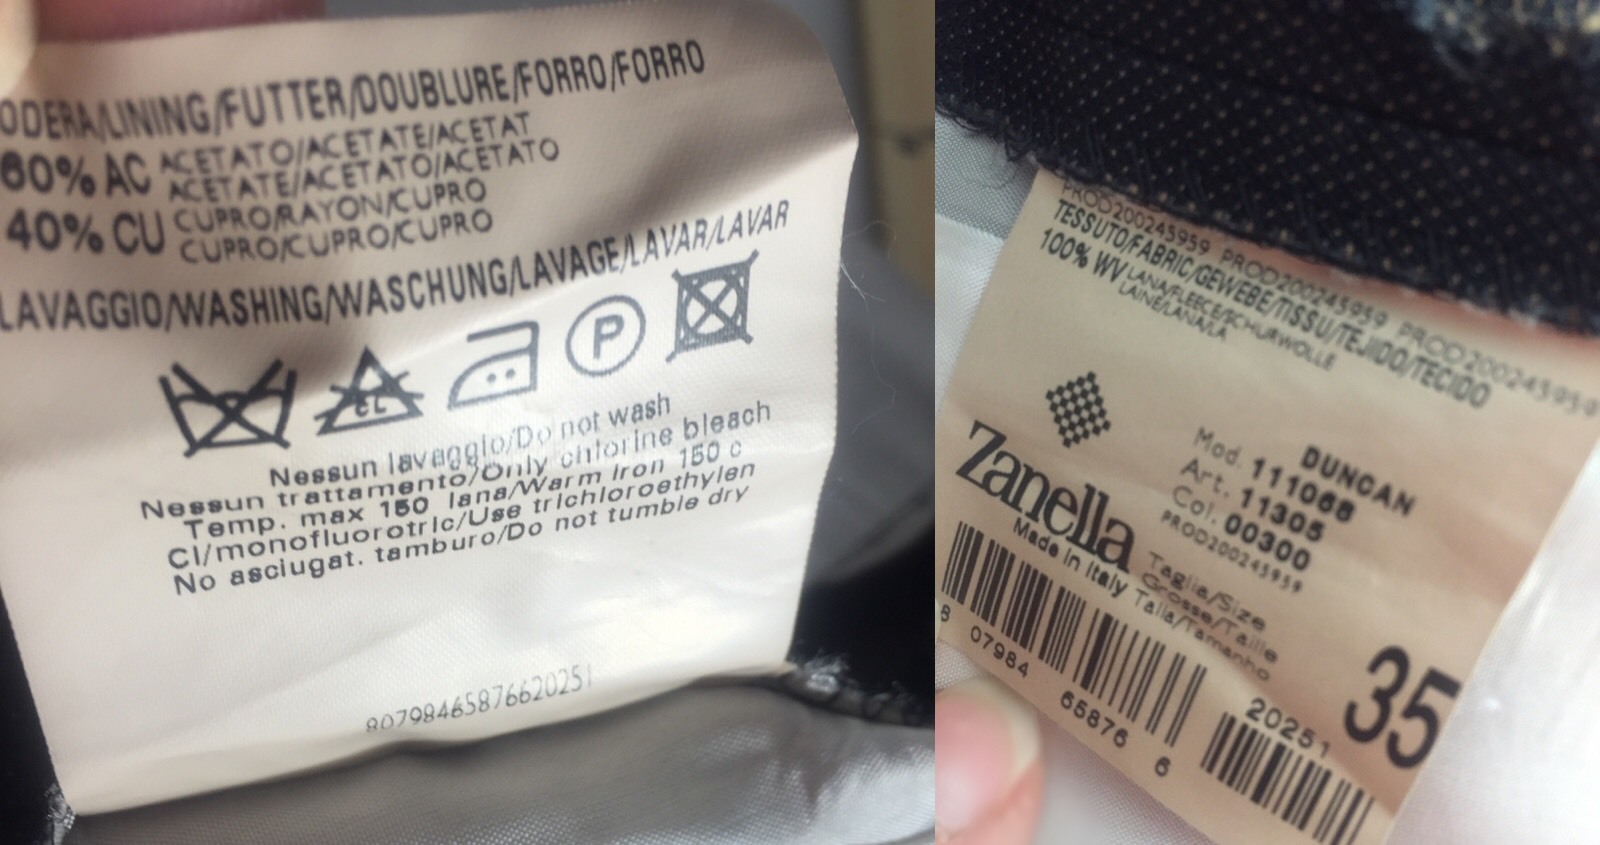 ODERA/LINING/FUTTER/DOUBLURE/FORRO/FORRO
60% AC ACETATO/ACETATE/ACETAT
ACETATE/ACETATO/ACETATO
40% CU CUPRO/RAYON/CUPRO
CUPRO/CUPRO/CUPRO
LAVAGGIO/WASHING/WASCHUNG/LAVAGE/LAVAR/LAVAR
CL P
Nessun lavaggio/Do not wash
Nessun trattamento/Only chlorine bleach
Temp. max 150 lana/Warm iron 150 c
Cl/monofluorotric/Use trichloroethylen
No asciugat. tamburo/Do not tumble dry
80798465876620251
PROD200245959 PROD200245959 PROD200245959
TESSUTO/FABRIC/GEWEBE/TISSU/TEJIDO/TECIDO
100% WV LANA/FLEECE/SCHURWOLLE
LAINE/LANA/LA
DUNCAN
Mod. 111068
Art. 11305
Col. 00300
PROD200245959
Zanella
Made in Italy
Taglia/Size
Grosse/Taille
Talla/Tamanho
35
8 07984 65876 6
20251